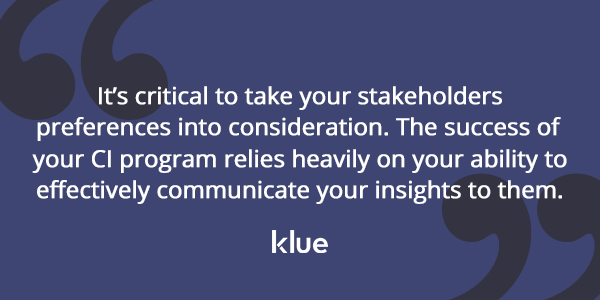 It’s critical to take your stakeholders
preferences into consideration. The success of
your CI program relies heavily on your ability to
effectively communicate your insights to them.
klue